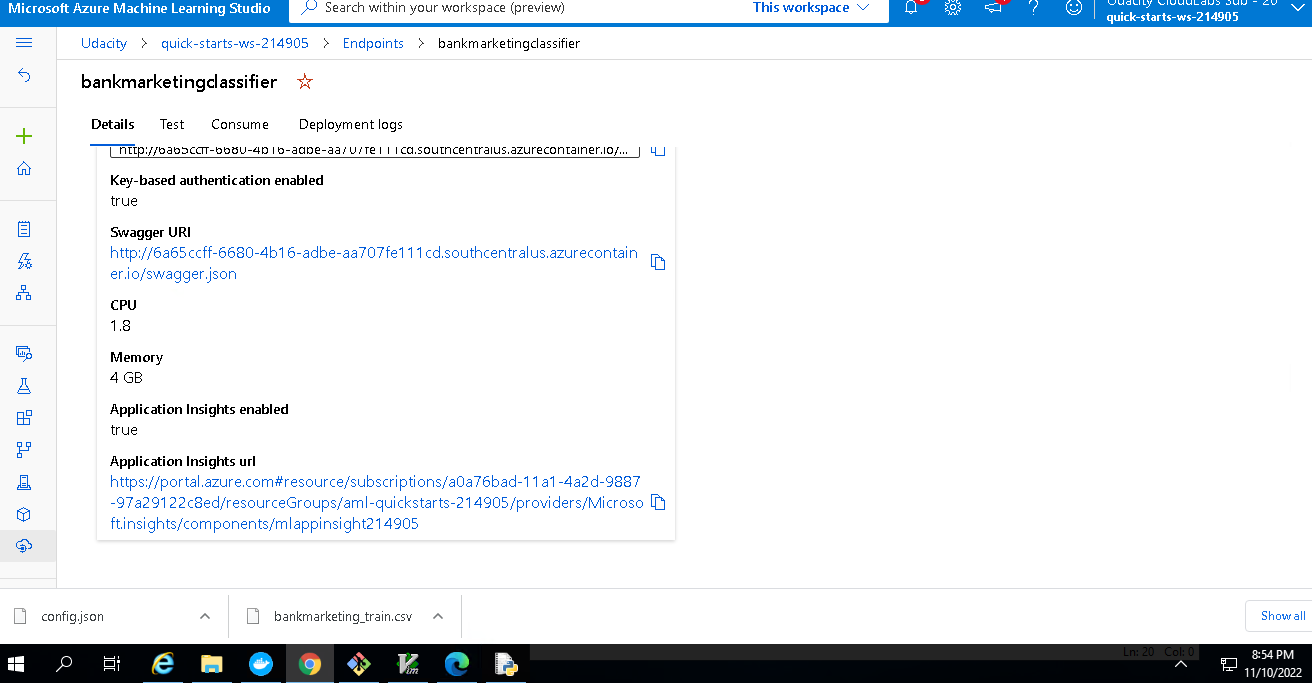 Microsoft Azure Machine Learning Studio
Search within your workspace (preview)
This workspace
Udacity CloudLabs Sub - 20
quick-starts-ws-214905
Udacity > quick-starts-ws-214905 > Endpoints > bankmarketingclassifier
bankmarketingclassifier
Details Test Consume Deployment logs
http://6a65ccff-6680-4b16-adbe-aa707fe111cd.southcentralus.azurecontainer.io/...
Key-based authentication enabled
true
Swagger URI
http://6a65ccff-6680-4b16-adbe-aa707fe111cd.southcentralus.azurecontain
er.io/swagger.json
CPU
1.8
Memory
4 GB
Application Insights enabled
true
Application Insights url
https://portal.azure.com#resource/subscriptions/a0a76bad-11a1-4a2d-9887
-97a29122c8ed/resourceGroups/aml-quickstarts-214905/providers/Microso
ft.insights/components/mlappinsight214905
config.json
bankmarketing_train.csv
Show all
Ln: 20 Col: 0
8:54 PM
11/10/2022